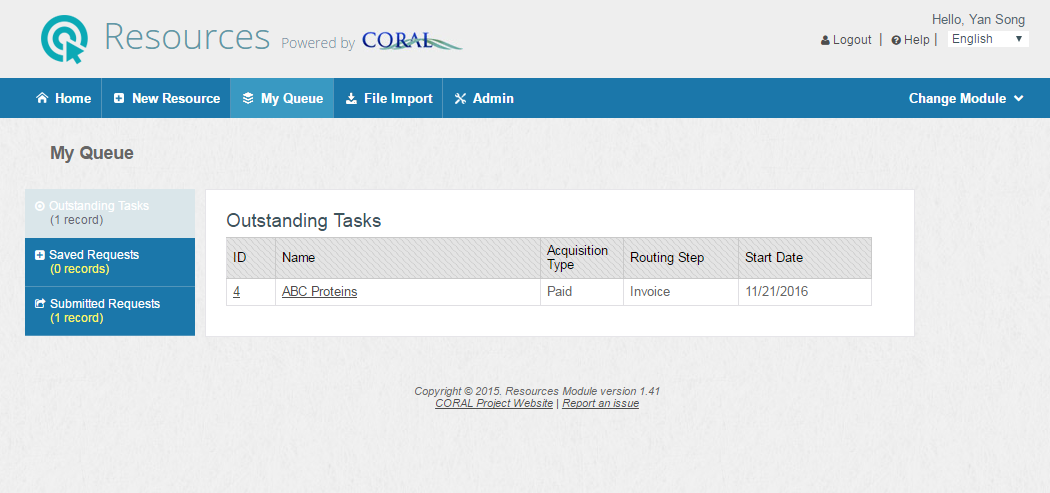 Hello, Yan Song
Resources Powered by CORAL
Logout | Help | English
Home New Resource My Queue File Import Admin Change Module
My Queue
Outstanding Tasks
(1 record)
Saved Requests
(0 records)
Submitted Requests
(1 record)
Outstanding Tasks
ID Name Acquisition Type Routing Step Start Date
4 ABC Proteins Paid Invoice 11/21/2016
Copyright © 2015. Resources Module version 1.41
CORAL Project Website | Report an issue